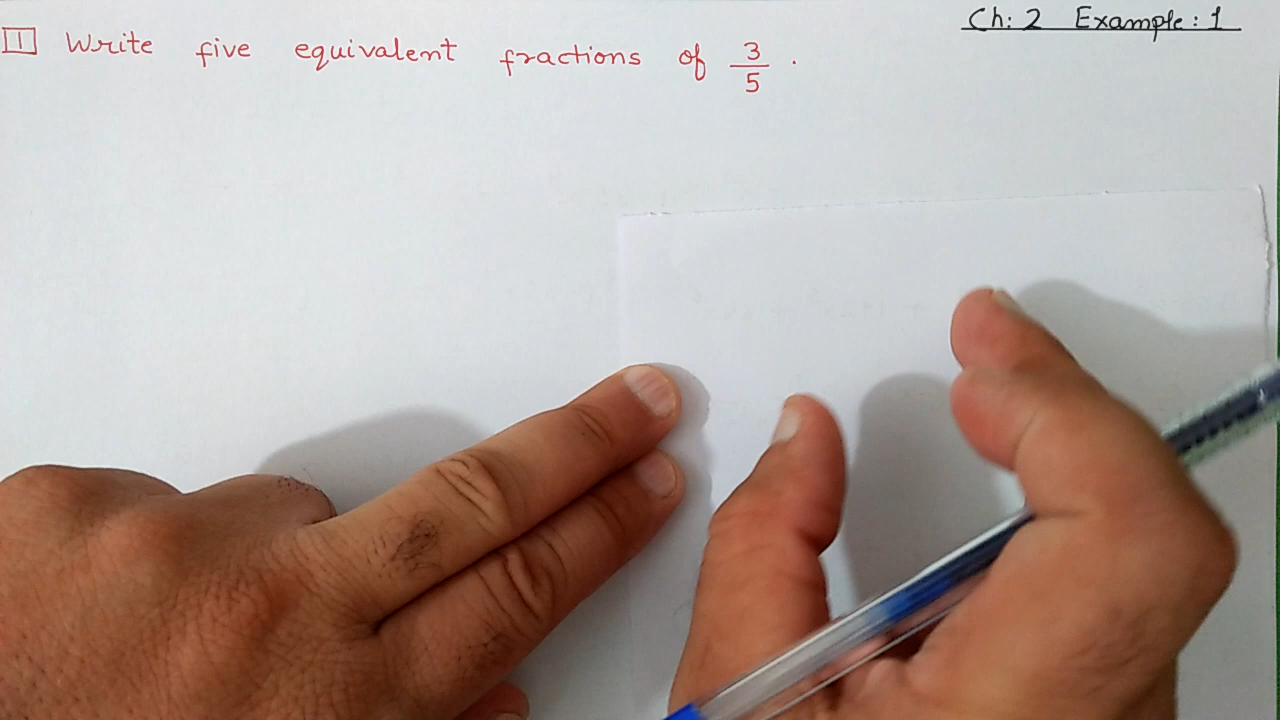 Ch: 2 Example: 1
1 Write five equivalent fractions of 3/5 .